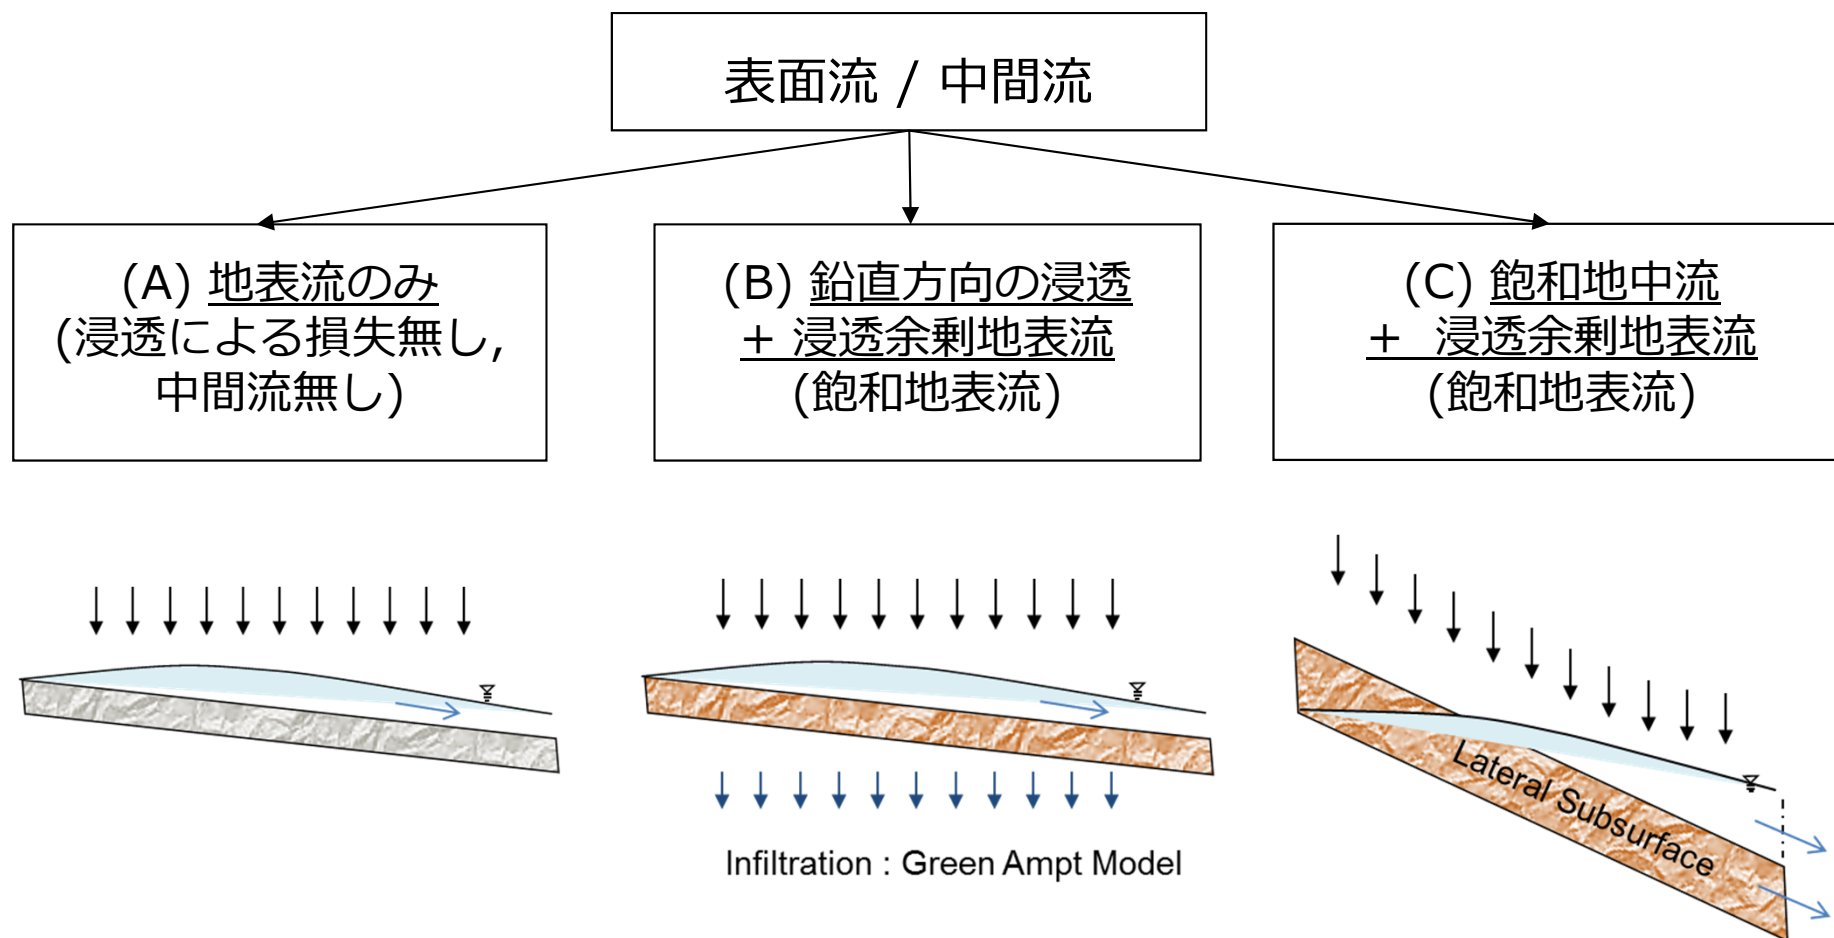 表面流 / 中間流
(A) 地表流のみ
(浸透による損失無し,
中間流無し)
(B) 鉛直方向の浸透
+ 浸透余剰地表流
(飽和地表流)
(C) 飽和地中流
+ 浸透余剰地表流
(飽和地表流)
Infiltration : Green Ampt Model
Lateral Subsurface